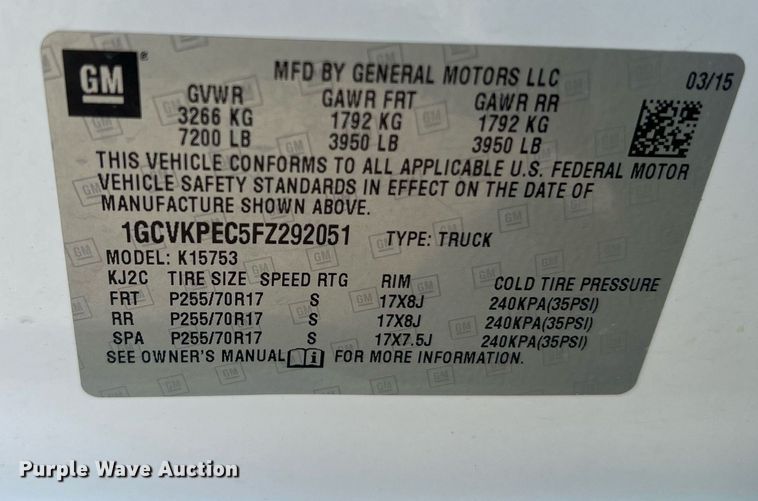 GM
MFD BY GENERAL MOTORS LLC
03/15
GVWR GAWR FRT GAWR RR
3266 KG 1792 KG 1792 KG
7200 LB 3950 LB 3950 LB
THIS VEHICLE CONFORMS TO ALL APPLICABLE U.S. FEDERAL MOTOR
VEHICLE SAFETY STANDARDS IN EFFECT ON THE DATE OF
MANUFACTURE SHOWN ABOVE.
1GCVKPEC5FZ292051 TYPE: TRUCK
MODEL: K15753
KJ2C TIRE SIZE SPEED RTG RIM COLD TIRE PRESSURE
FRT P255/70R17 S 17X8J 240KPA(35PSI)
RR P255/70R17 S 17X8J 240KPA(35PSI)
SPA P255/70R17 S 17X7.5J 240KPA(35PSI)
SEE OWNER'S MANUAL i FOR MORE INFORMATION.
Purple Wave Auction